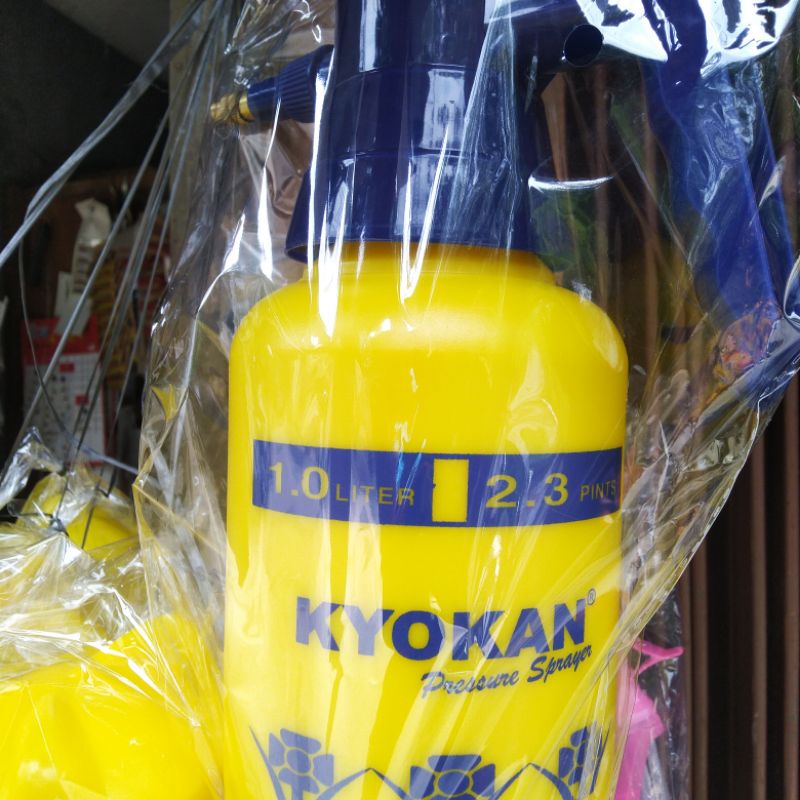 1.0 LITER 2.3 PINTS
KYOKAN®
Pressure Sprayer